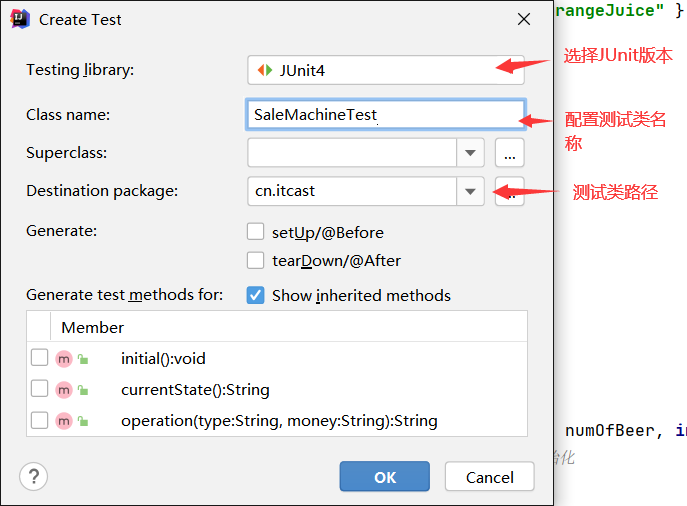 Create Test
rangeJuice" }
Testing library:
JUnit4
选择JUnit版本
Class name:
SaleMachineTest
配置测试类名
称
Superclass:
...
Destination package:
cn.itcast
测试类路径
Generate:
setUp/@Before
tearDown/@After
Generate test methods for:
Show inherited methods
Member
m
initial():void
m
currentState():String
m
operation(type:String, money:String):String
numOfBeer, in
始化
?
OK
Cancel